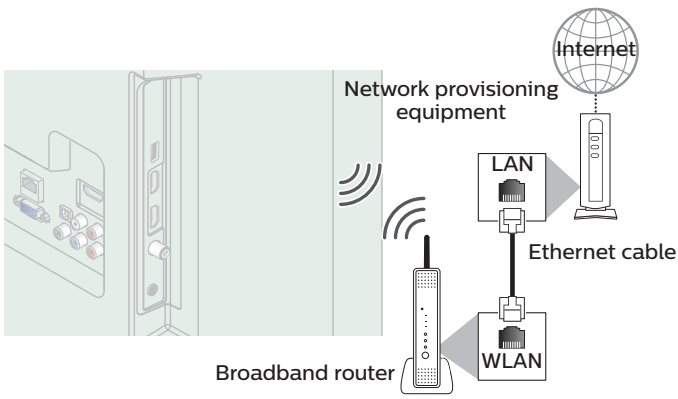 Internet
Network provisioning
equipment
LAN
Ethernet cable
WLAN
Broadband router